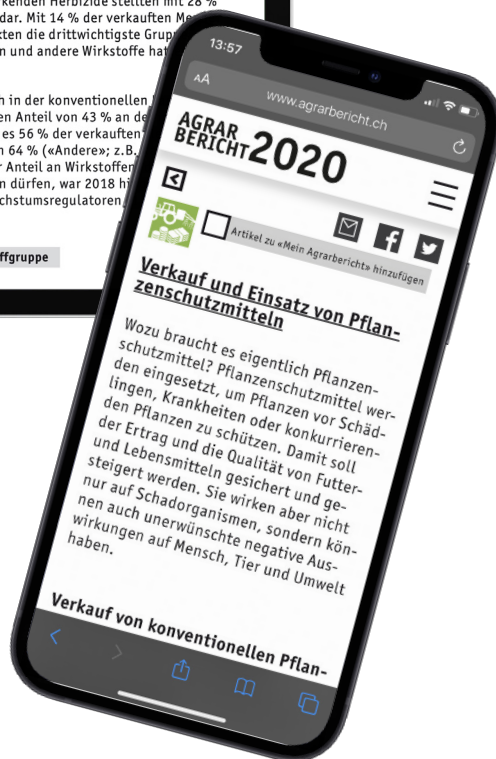 kenden Herbizide stellten mit 28 %
dar. Mit 14 % der verkauften
kten die drittwichtigste
n und andere Wirkstoffe
h in der konventionellen
en Anteil von 43 % an
es 56 % der verkauften
n 64 % («Andere»; z.B.
r Anteil an Wirkstoffen
n dürfen, war 2018
chstumsregulatoren
ffgruppe
13:57
AA
www.agrarbericht.ch
AGRAR
BERICHT 2020
Artikel zu «Mein Agrarbericht» hinzufügen
Verkauf und Einsatz von Pflan-
zenschutzmitteln
Wozu braucht es eigentlich Pflanzen-
schutzmittel? Pflanzenschutzmittel wer-
den eingesetzt, um Pflanzen vor Schäd-
lingen, Krankheiten oder konkurrieren-
den Pflanzen zu schützen. Damit soll
der Ertrag und die Qualität von Futter-
und Lebensmitteln gesichert und ge-
steigert werden. Sie wirken aber nicht
nur auf Schadorganismen, sondern kön-
nen auch unerwünschte negative Aus-
wirkungen auf Mensch, Tier und Umwelt
haben.
Verkauf von konventionellen Pflan-